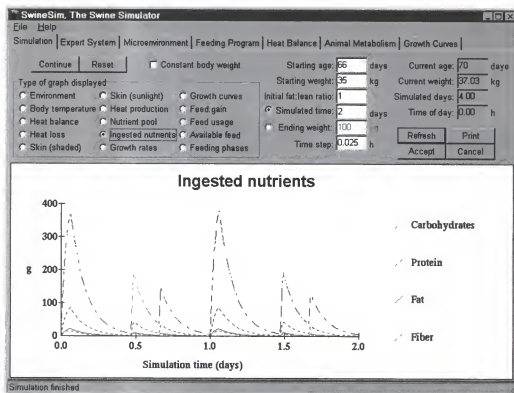 SwineSim, The Swine Simulator
File Help
Simulation Expert System Microenvironment Feeding Program Heat Balance Animal Metabolism Growth Curves
Continue Reset Constant body weight
Type of graph displayed
Environment Skin (sunlight) Growth curves
Body temperature Heat production Feed:gain
Heat balance Nutrient pool Feed usage
Heat loss Ingested nutrients Available feed
Skin (shaded) Growth rates Feeding phases
Starting age: 66 days
Starting weight: 35 kg
Initial fat:lean ratio: 1
Simulated time: 2 days
Ending weight: 100
Time step: 0.025 h
Current age: 70 days
Current weight: 37.03 kg
Simulated days: 4.00
Time of day: 0.00 h
Refresh Print
Accept Cancel
Ingested nutrients
400
300
200
100
0
0.0 0.5 1.0 1.5 2.0
Simulation time (days)
Carbohydrates
Protein
Fat
Fiber
Simulation finished